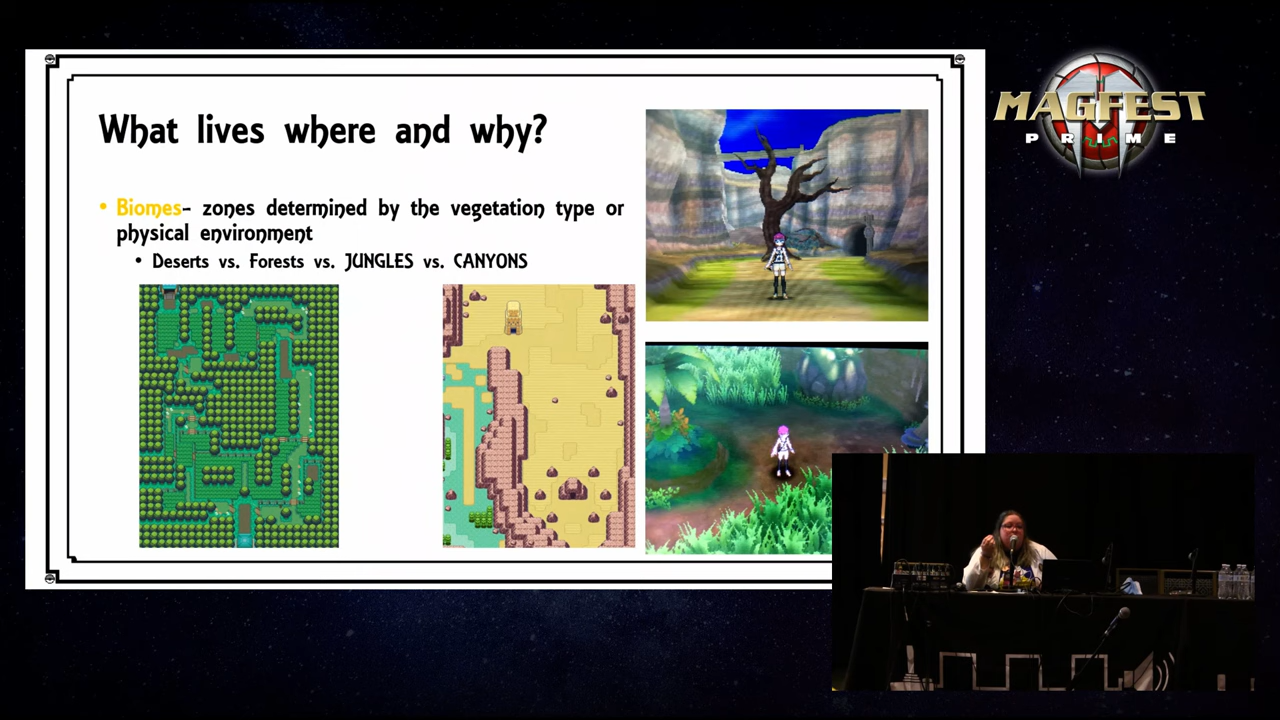 What lives where and why?
• Biomes- zones determined by the vegetation type or
physical environment
• Deserts vs. Forests vs. JUNGLES vs. CANYONS
MAGFEST
PRIME